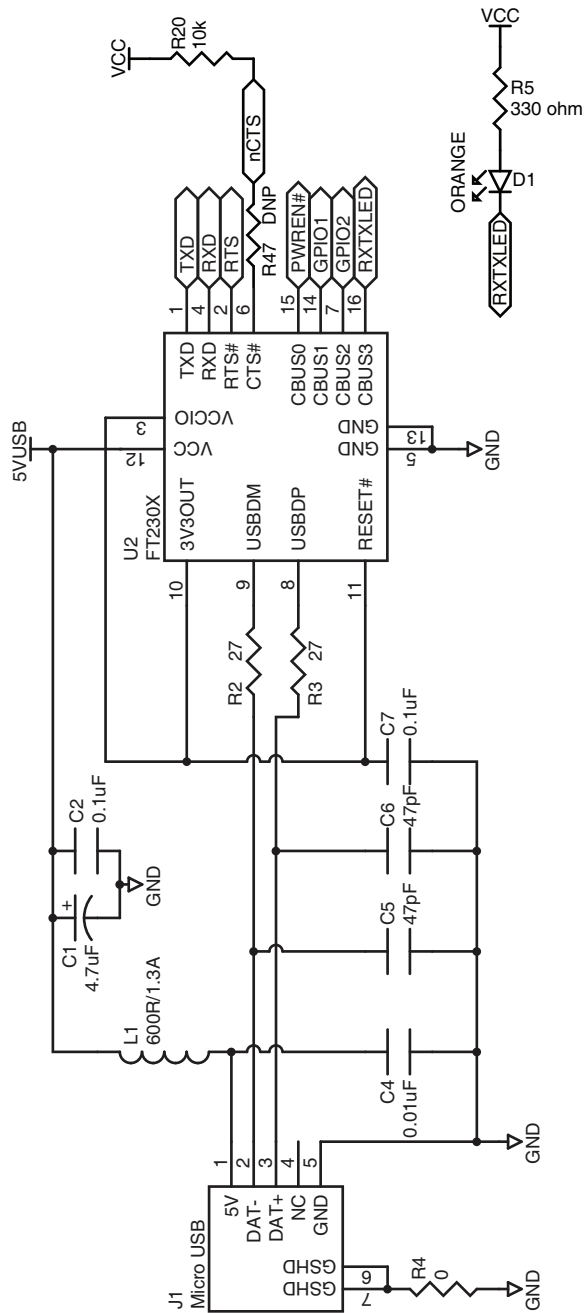 J1
Micro USB
5V
DAT-
DAT+
NC
GND
GSHD
GSHD
1
2
3
4
5
6
7
R4
0
GND
L1
600R/1.3A
C1
+
4.7uF
C2
0.1uF
GND
C4
0.01uF
C5
47pF
C6
47pF
C7
0.1uF
GND
R2
27
R3
27
5VUSB
U2
FT230X
3V3OUT
USBDM
USBDP
RESET#
10
9
8
11
VCC
VCCIO
12
3
GND
GND
5
13
TXD
RXD
RTS#
CTS#
CBUS0
CBUS1
CBUS2
CBUS3
1
4
2
6
15
14
7
16
TXD
RXD
RTS
PWREN#
GPIO1
GPIO2
RXTXLED
GND
R47
DNP
nCTS
VCC
R20
10k
RXTXLED
ORANGE
D1
R5
330 ohm
VCC